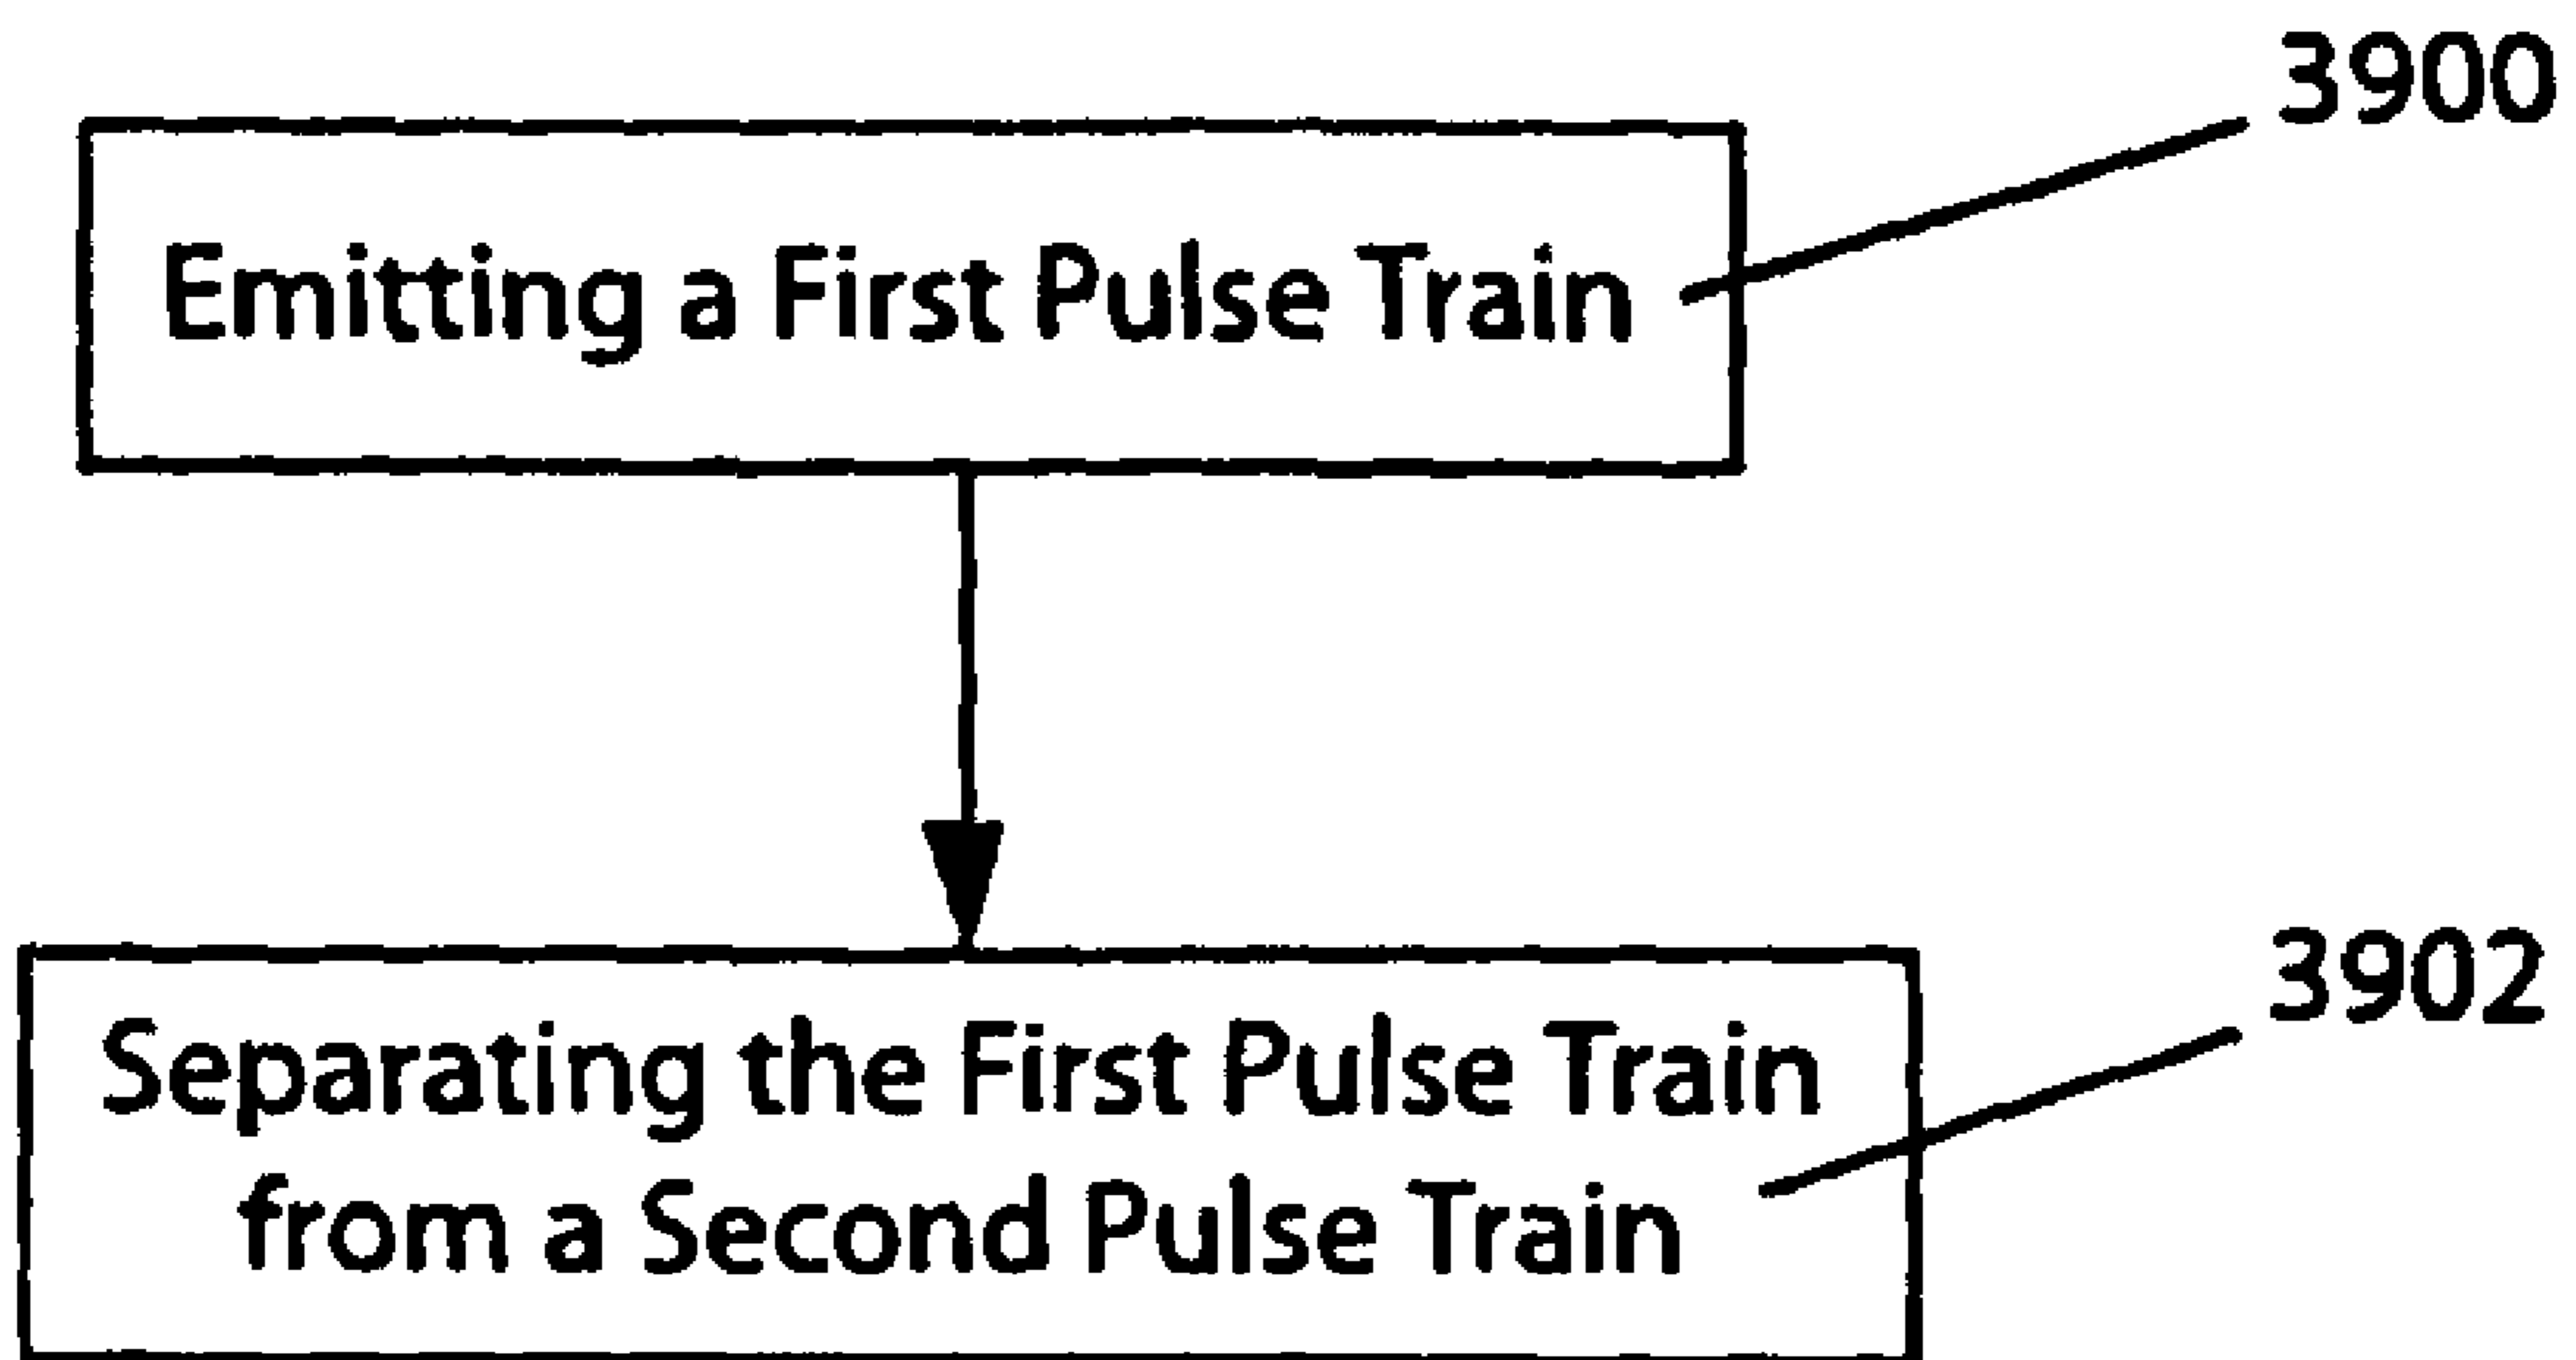 3900
Emitting a First Pulse Train
3902
Separating the First Pulse Train
from a Second Pulse Train